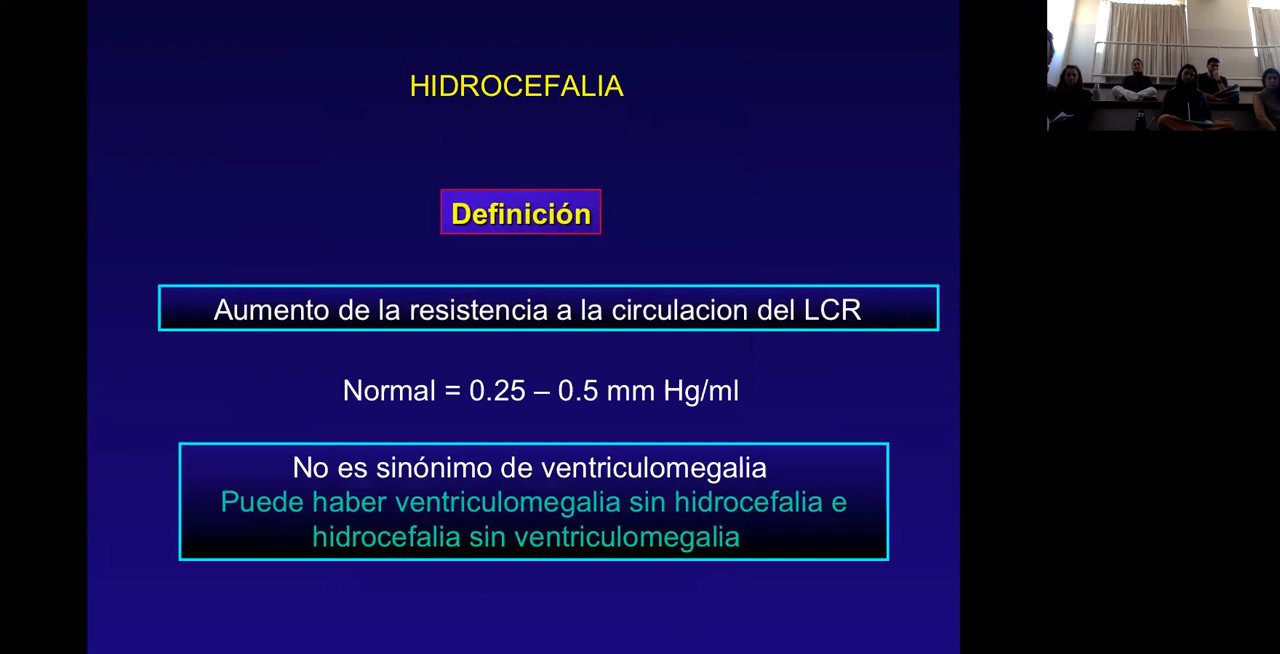 HIDROCEFALIA
Definición
Aumento de la resistencia a la circulacion del LCR
Normal = 0.25 – 0.5 mm Hg/ml
No es sinónimo de ventriculomegalia
Puede haber ventriculomegalia sin hidrocefalia e
hidrocefalia sin ventriculomegalia